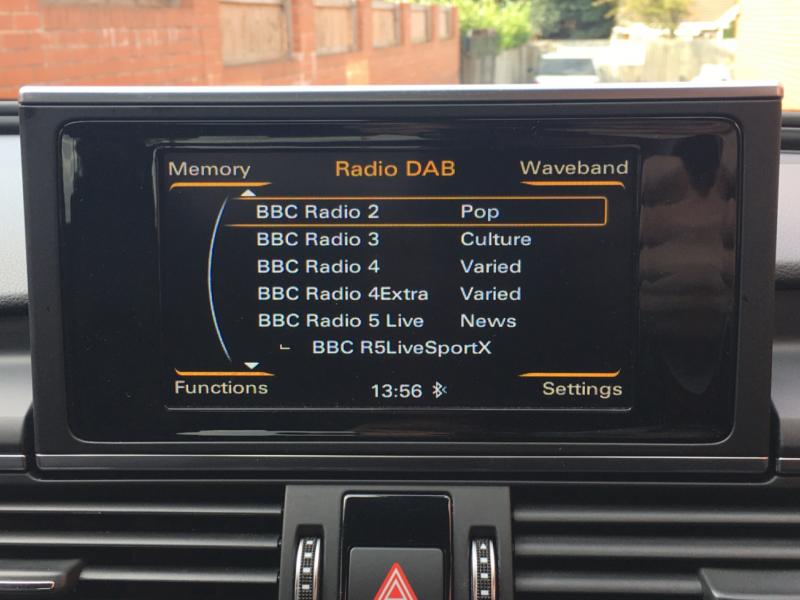 Memory Radio DAB Waveband
BBC Radio 2 Pop
BBC Radio 3 Culture
BBC Radio 4 Varied
BBC Radio 4Extra Varied
BBC Radio 5 Live News
BBC R5LiveSportX
Functions 13:56 Settings